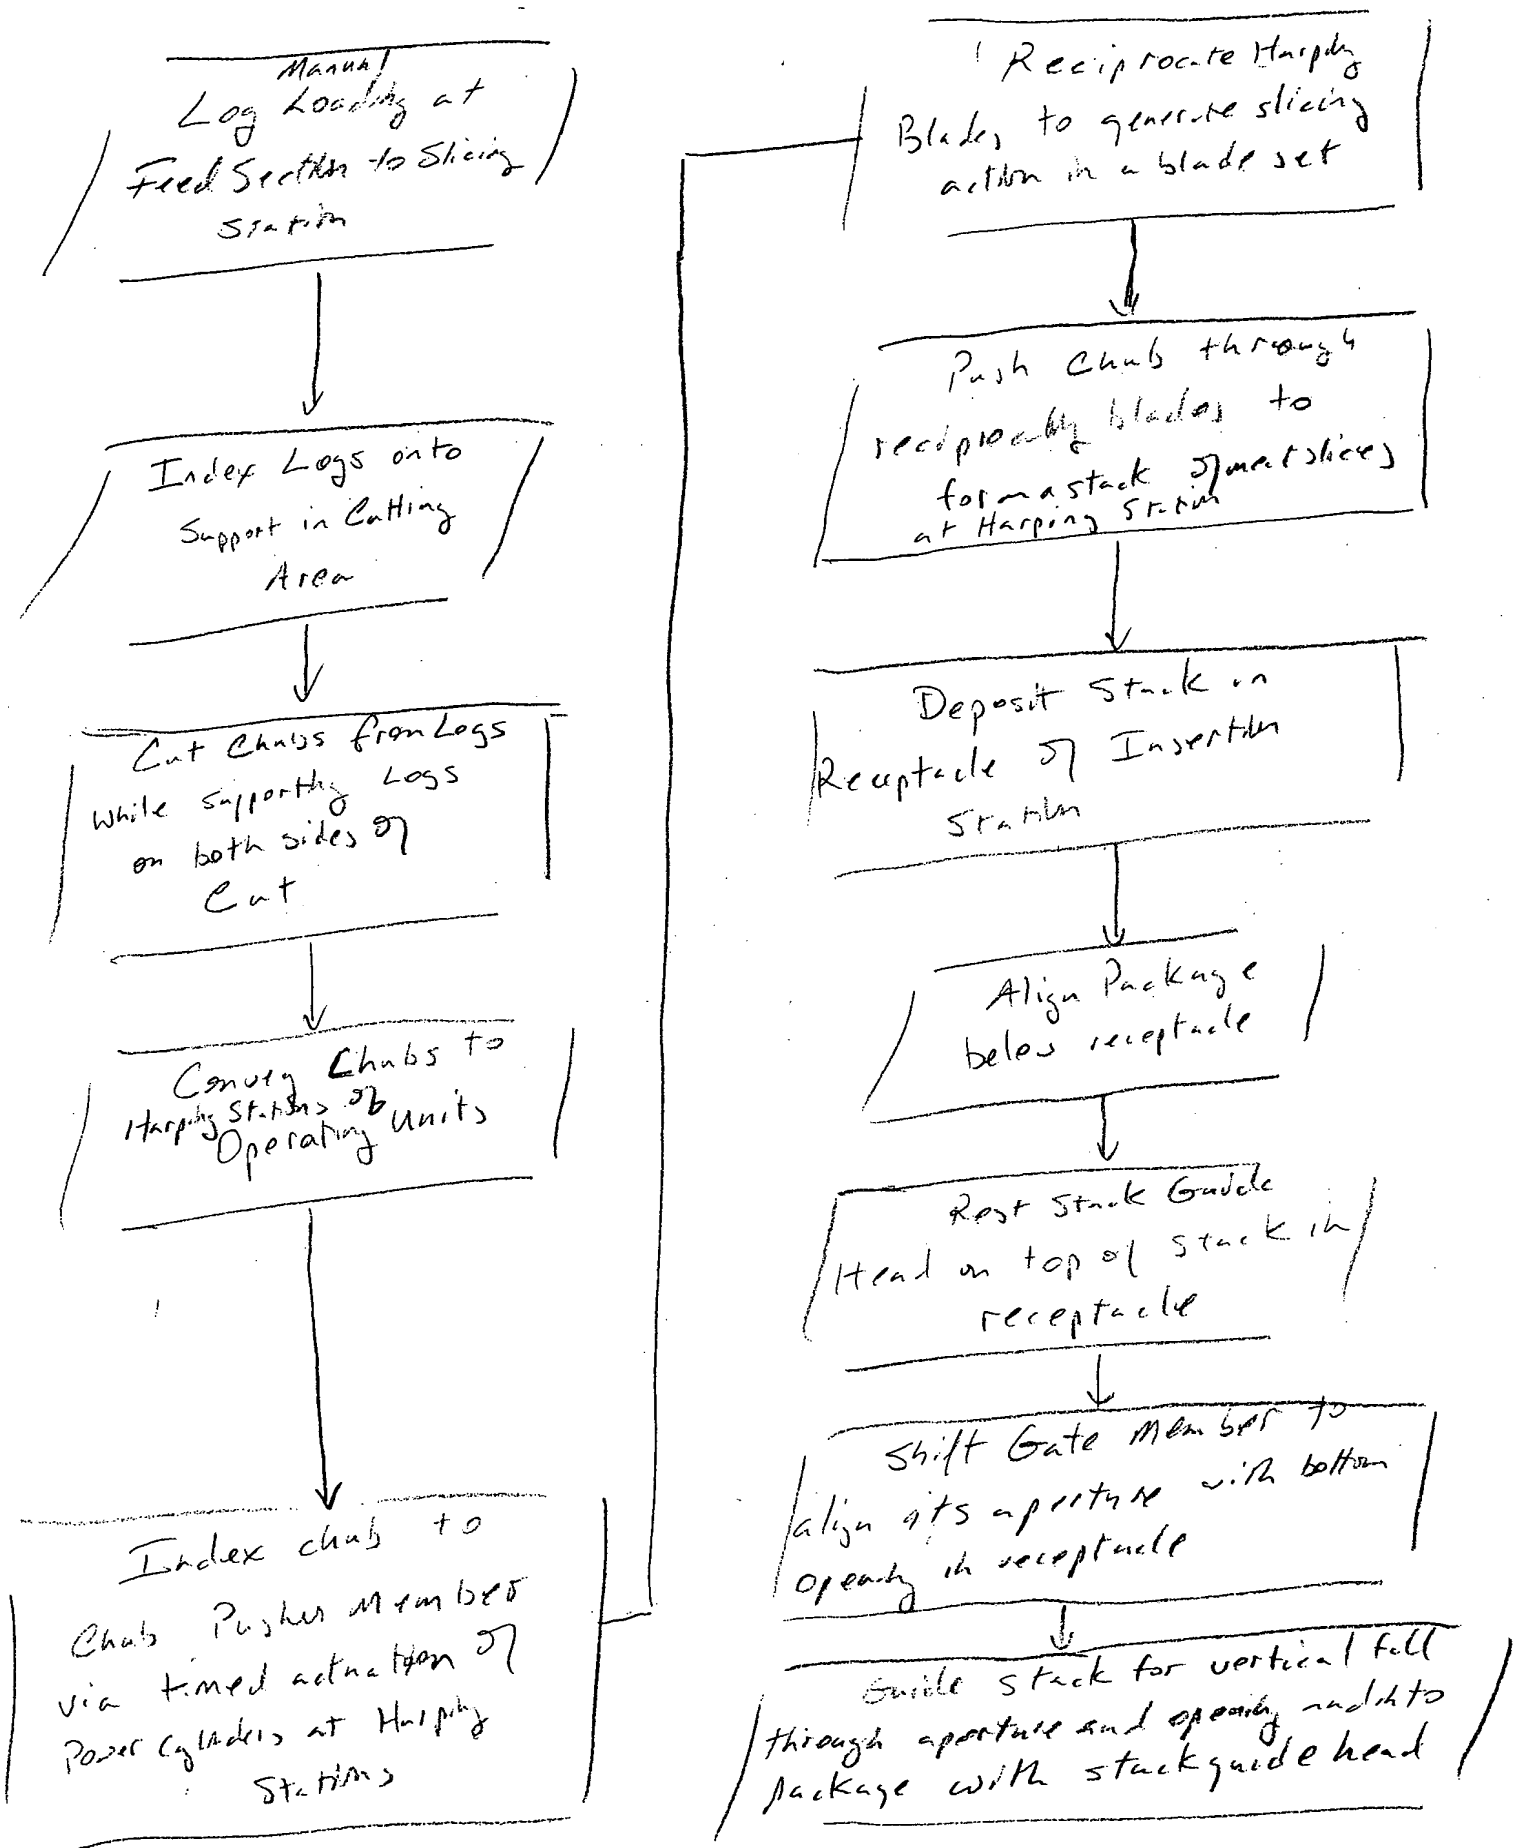 Manual
Log Loading at
Feed Section to Slicing
Station
Index Logs onto
Support in Cutting
Area
Cut Chubs from Logs
while supporting Logs
on both sides of
Cut
Convey Chubs to
Harping Stations of
Operating Units
Index chub to
Chub Pusher Member
via timed actuation of
Power Cylinders at Harping
Stations
Reciprocate Harping
Blades to generate slicing
action in a blade set
Push Chub through
reciprocating blades to
form a stack of meat slices
at Harping Station
Deposit Stack in
Receptacle of Insertion
Station
Align Package
below receptacle
Rest Stack Guide
Head on top of stack in
receptacle
Shift Gate Member to
align its aperture with bottom
opening in receptacle
Guide stack for vertical fall
through aperture and opening and into
package with stack guide head